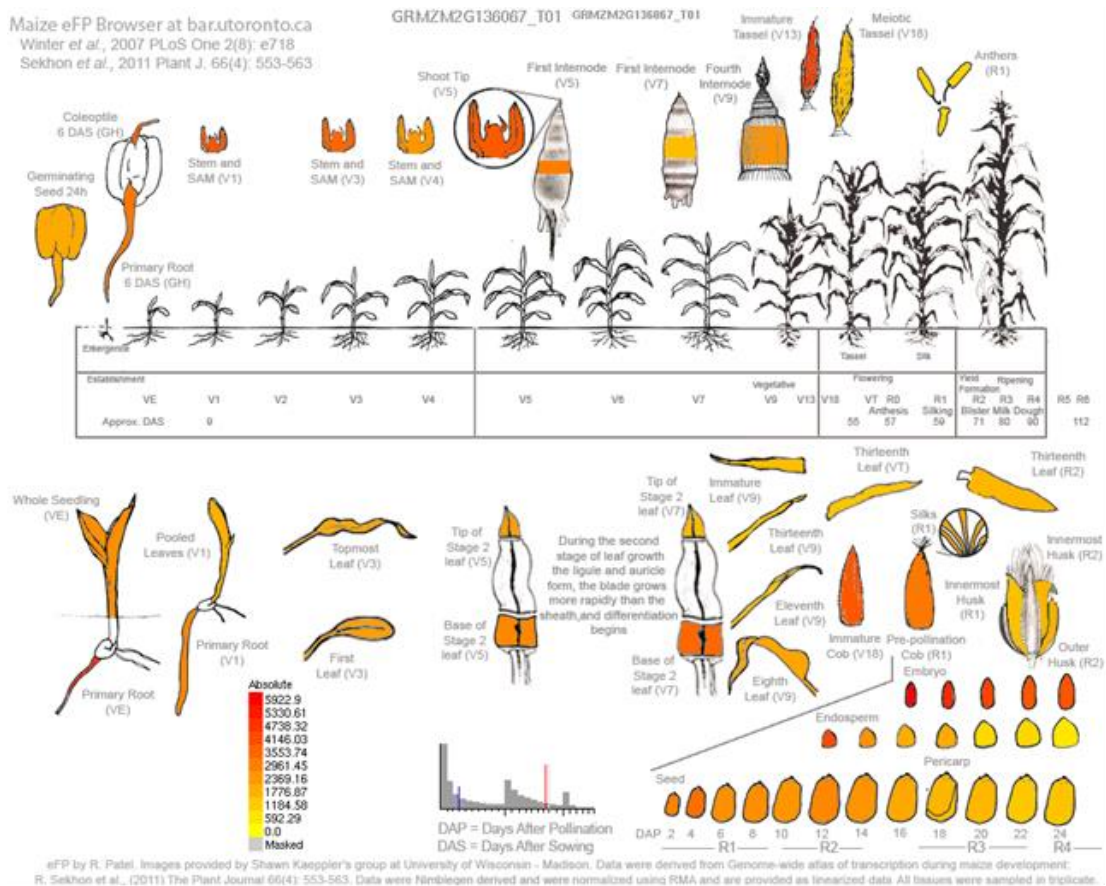 Maize eFP Browser at bar.utoronto.ca
Winter et al., 2007 PLoS One 2(8): e718
Sekhon et al., 2011 Plant J. 66(4): 553-563
GRMZM2G136067_T01 GRMZM2G136067_T01
Immature
Tassel (V13)
Meiotic
Tassel (V18)
Anthers
(R1)
Shoot Tip
(V5)
First Internode
(V5)
First Internode
(V7)
Fourth
Internode
(V9)
Coleoptile
6 DAS (GH)
Germinating
Seed 24h
Stem and
SAM (V1)
Stem and
SAM (V3)
Stem and
SAM (V4)
Primary Root
6 DAS (GH)
Emergence
Tassel
Silk
Establishment
Vegetative
Flowering
Yield
Formation
Ripening
VE V1 V2 V3 V4 V5 V6 V7 V9 V13 V18 VT R0 R1 R2 R3 R4 R5 R6
Anthesis Silking Blister Milk Dough
Approx. DAS 9 55 57 59 71 80 90 112
Whole Seedling
(VE)
Pooled
Leaves (V1)
Topmost
Leaf (V3)
Primary Root
(V1)
First
Leaf (V3)
Primary Root
(VE)
Tip of
Stage 2
leaf (V5)
Base of
Stage 2
leaf (V5)
During the second
stage of leaf growth
the ligule and auricle
form, the blade grows
more rapidly than the
sheath,and differentiation
begins
Tip of
Stage 2
leaf (V7)
Base of
Stage 2
leaf (V7)
Immature
Leaf (V9)
Thirteenth
Leaf (V9)
Eleventh
Leaf (V9)
Eighth
Leaf (V9)
Thirteenth
Leaf (VT)
Thirteenth
Leaf (R2)
Silks
(R1)
Innermost
Husk (R2)
Innermost
Husk
(R1)
Immature
Cob (V18)
Pre-pollination
Cob (R1)
Outer
Husk (R2)
Embryo
Endosperm
Pericarp
Seed
DAP 2 4 6 8 10 12 14 16 18 20 22 24
R1 R2 R3 R4
Absolute
5922.9
5330.61
4738.32
4146.03
3553.74
2961.45
2369.16
1776.87
1184.58
592.29
0.0
Masked
DAP = Days After Pollination
DAS = Days After Sowing
eFP by R. Patel. Images provided by Shawn Kaeppler's group at University of Wisconsin - Madison. Data were derived from Genome-wide atlas of transcription during maize development:
R. Sekhon et al., (2011) The Plant Journal 66(4): 553-563. Data were Nimblegen derived and were normalized using RMA and are provided as linearized data. All tissues were sampled in triplicate.